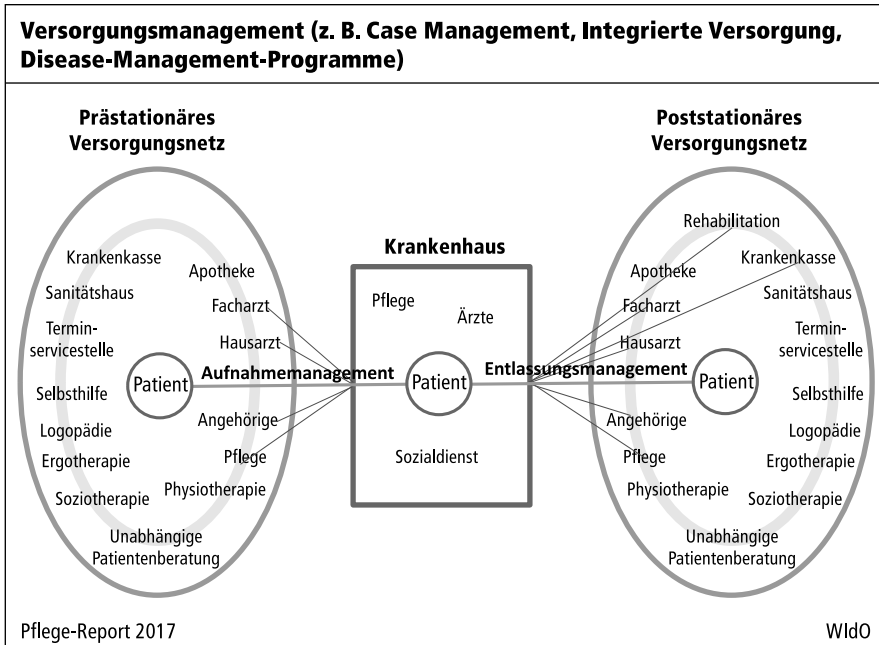 Versorgungsmanagement (z. B. Case Management, Integrierte Versorgung,
Disease-Management-Programme)
Prästationäres
Versorgungsnetz
Krankenkasse
Apotheke
Sanitätshaus
Facharzt
Termin-
servicestelle
Hausarzt
Patient
Aufnahmemanagement
Selbsthilfe
Angehörige
Logopädie
Pflege
Ergotherapie
Physiotherapie
Soziotherapie
Unabhängige
Patientenberatung
Krankenhaus
Pflege
Ärzte
Patient
Sozialdienst
Entlassungsmanagement
Poststationäres
Versorgungsnetz
Rehabilitation
Krankenkasse
Apotheke
Sanitätshaus
Facharzt
Hausarzt
Termin-
servicestelle
Patient
Selbsthilfe
Angehörige
Logopädie
Pflege
Ergotherapie
Physiotherapie
Soziotherapie
Unabhängige
Patientenberatung
Pflege-Report 2017
WIdO